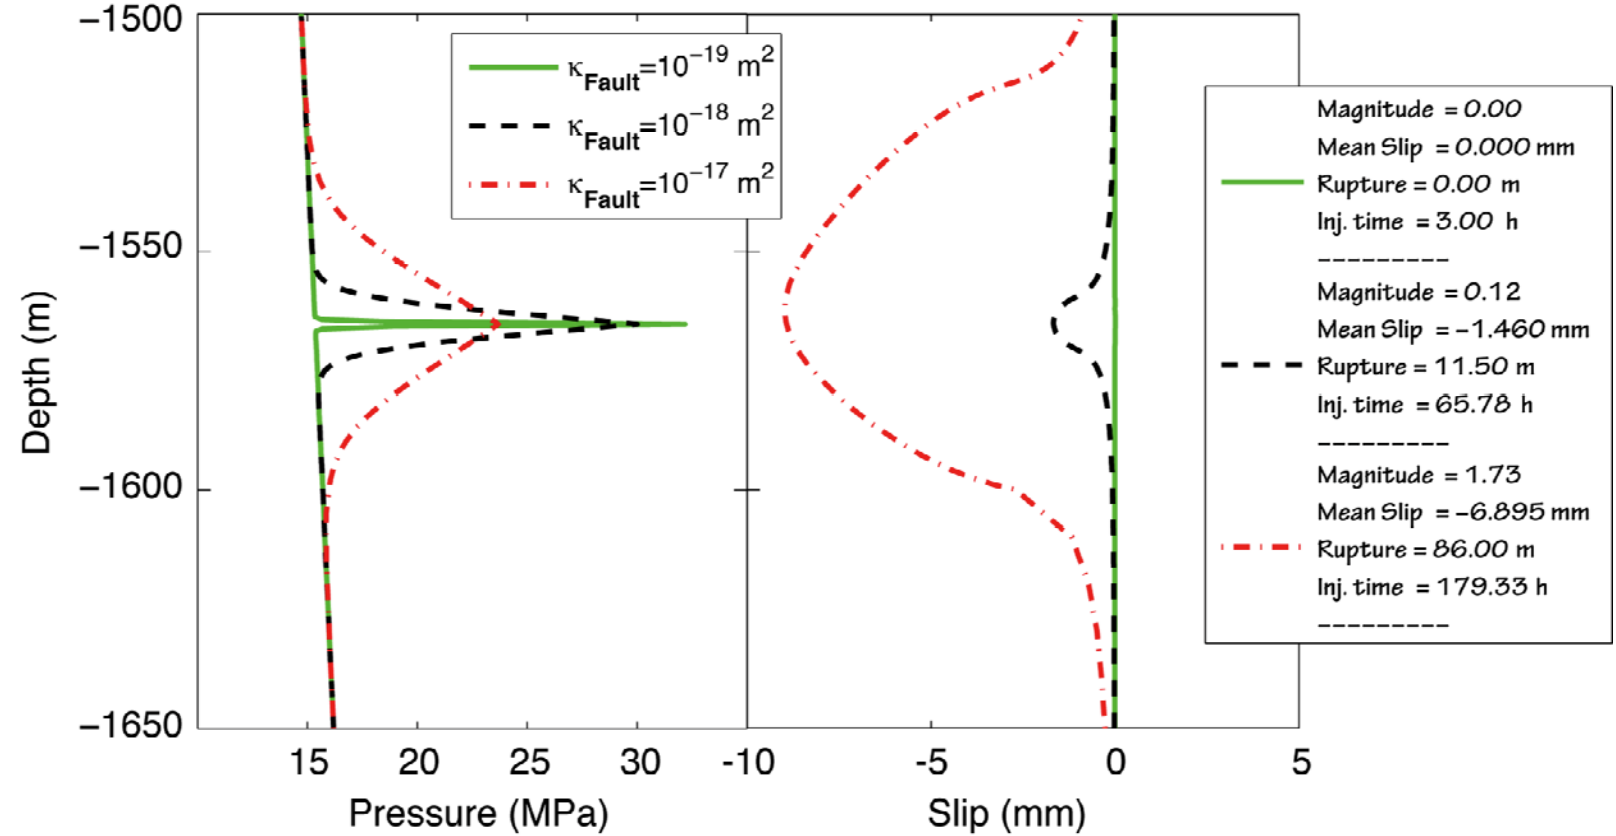 −1500
−1550
−1600
−1650
Depth (m)
κFault=10−19 m2
κFault=10−18 m2
κFault=10−17 m2
15 20 25 30 -10 -5 0 5
Pressure (MPa)
Slip (mm)
Magnitude = 0.00
Mean Slip = 0.000 mm
Rupture = 0.00 m
Inj. time = 3.00 h
---------
Magnitude = 0.12
Mean Slip = −1.460 mm
Rupture = 11.50 m
Inj. time = 65.78 h
---------
Magnitude = 1.73
Mean Slip = −6.895 mm
Rupture = 86.00 m
Inj. time = 179.33 h
---------